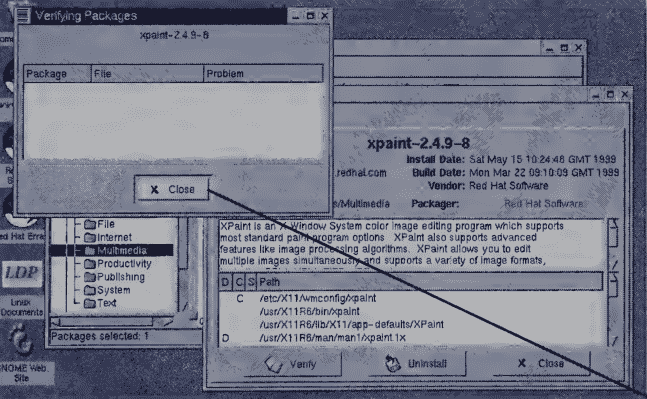 Verifying Packages
xpaint-2.4.9-8
Package File Problem
Close
xpaint-2.4.9-8
Install Date: Sat May 15 10:24:48 GMT 1999
redhat.com Build Date: Mon Mar 22 09:10:09 GMT 1999
Vendor: Red Hat Software
/Multimedia Packager: Red Hat Software
XPaint is an X Window System color image editing program which supports
most standard paint program options XPaint also supports advanced
features like image processing algorithms. XPaint allows you to edit
multiple images simultaneously and supports a variety of image formats,
D C S Path
C /etc/X11/wmconfig/xpaint
/usr/X11R6/bin/xpaint
/usr/X11R6/lib/X11/app-defaults/XPaint
D /usr/X11R6/man/man1/xpaint.1x
Verify Uninstall Close
File
Internet
Multimedia
Productivity
Publishing
System
Text
Packages selected: 1
ed Hat Erra
LDP
Linux
Documents
NOME Web
Site